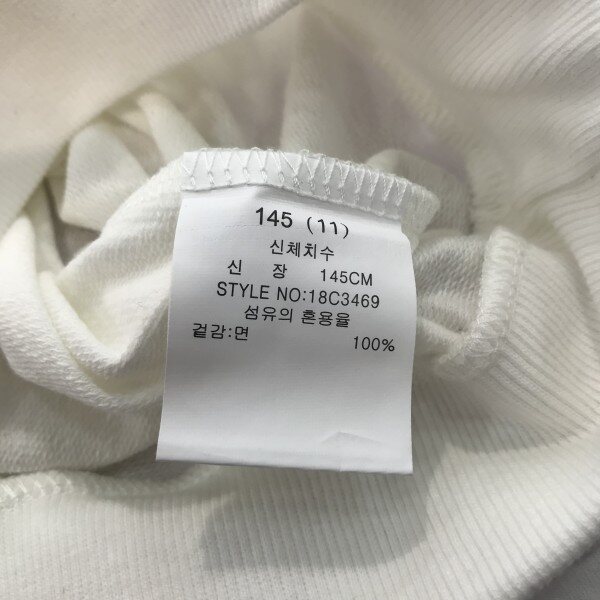 145 (11)
신체치수
신 장 145CM
STYLE NO:18C3469
섬유의 혼용율
겉감:면 100%